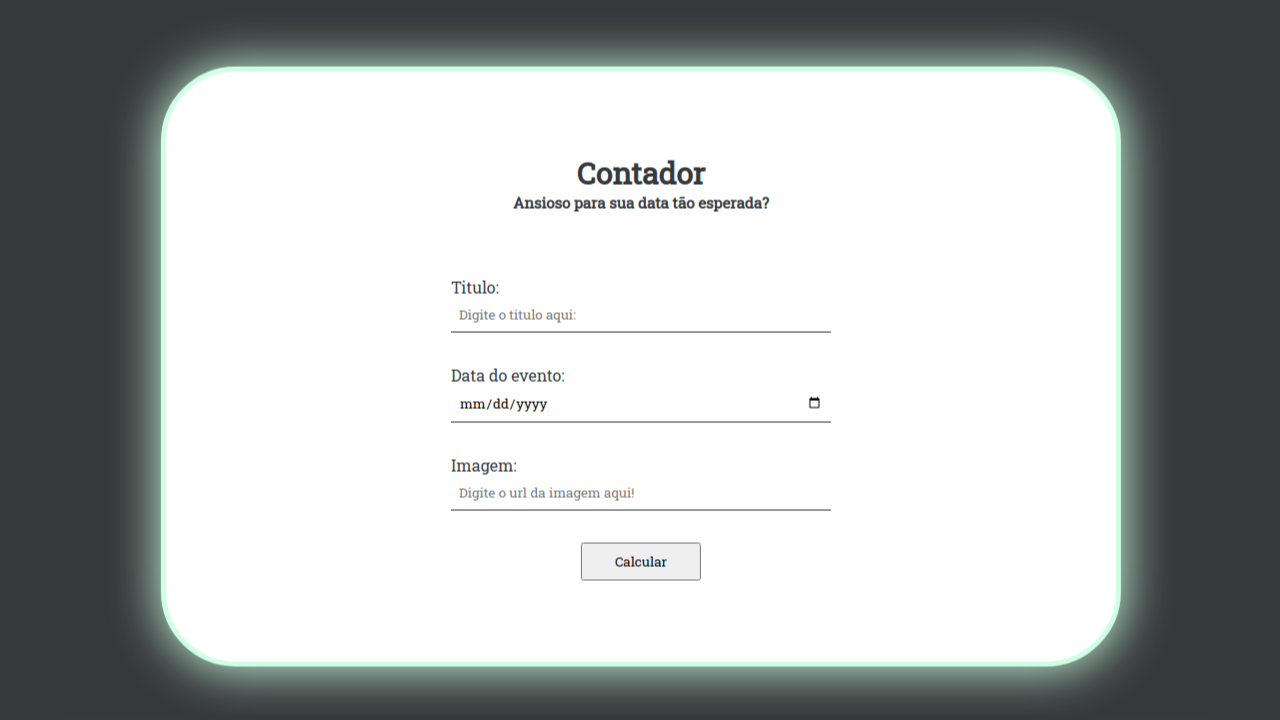 Contador
Ansioso para sua data tão esperada?
Titulo:
Digite o titulo aqui:
Data do evento:
mm/dd/yyyy
Imagem:
Digite o url da imagem aqui!
Calcular